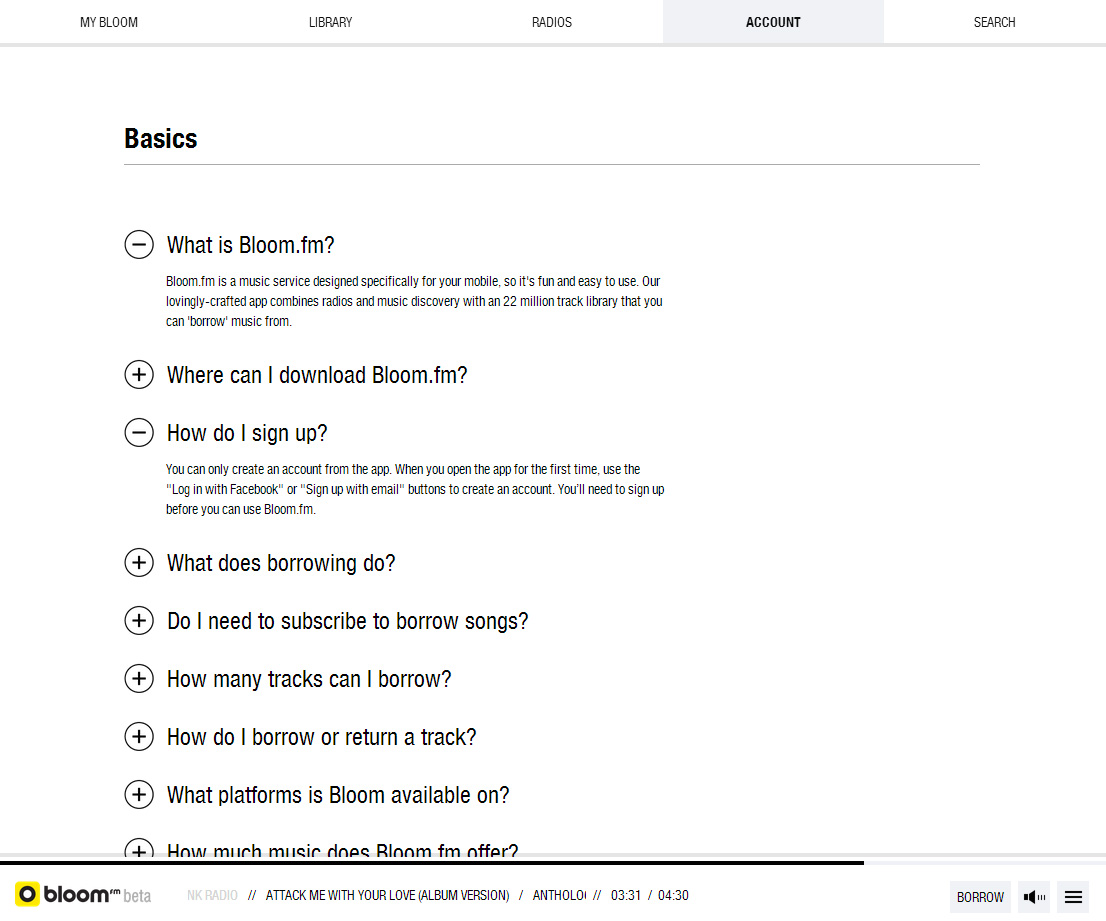 MY BLOOM
LIBRARY
RADIOS
ACCOUNT
SEARCH
Basics
What is Bloom.fm?
Bloom.fm is a music service designed specifically for your mobile, so it's fun and easy to use. Our
lovingly-crafted app combines radios and music discovery with an 22 million track library that you
can 'borrow' music from.
Where can I download Bloom.fm?
How do I sign up?
You can only create an account from the app. When you open the app for the first time, use the
"Log in with Facebook" or "Sign up with email" buttons to create an account. You’ll need to sign up
before you can use Bloom.fm.
What does borrowing do?
Do I need to subscribe to borrow songs?
How many tracks can I borrow?
How do I borrow or return a track?
What platforms is Bloom available on?
How much music does Bloom.fm offer?
bloom fm beta
NK RADIO // ATTACK ME WITH YOUR LOVE (ALBUM VERSION) / ANTHOLO // 03:31 / 04:30
BORROW